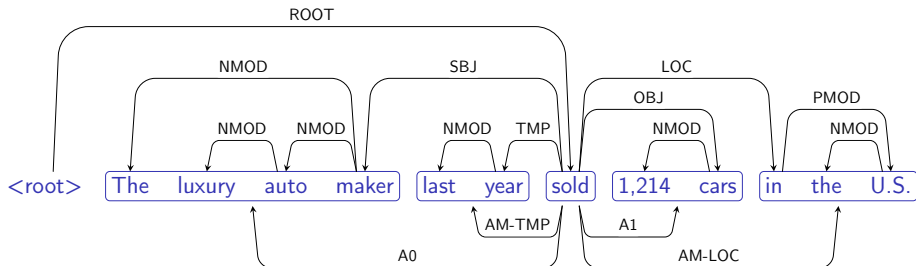 ROOT
NMOD SBJ LOC
OBJ PMOD
NMOD NMOD NMOD TMP NMOD NMOD
<root> The luxury auto maker last year sold 1,214 cars in the U.S.
AM-TMP A1
A0 AM-LOC